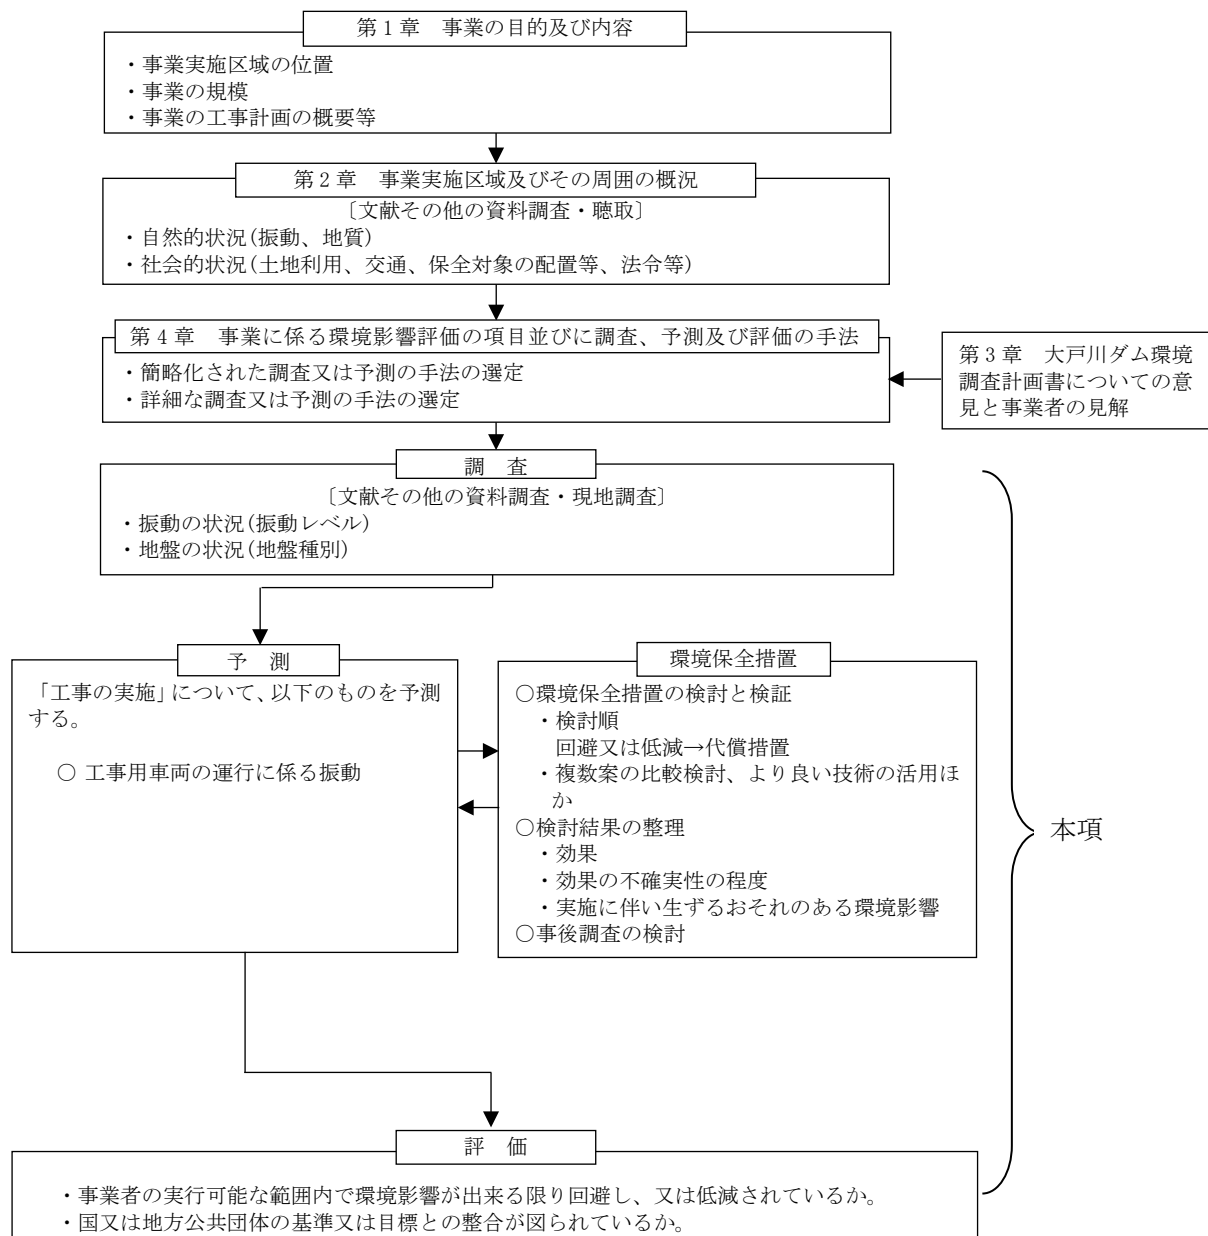 第1章　事業の目的及び内容
・事業実施区域の位置
・事業の規模
・事業の工事計画の概要等
第2章　事業実施区域及びその周囲の概況
〔文献その他の資料調査・聴取〕
・自然的状況(振動、地質)
・社会的状況(土地利用、交通、保全対象の配置等、法令等)
第4章　事業に係る環境影響評価の項目並びに調査、予測及び評価の手法
・簡略化された調査又は予測の手法の選定
・詳細な調査又は予測の手法の選定
第3章　大戸川ダム環境
調査計画書についての意
見と事業者の見解
調　査
〔文献その他の資料調査・現地調査〕
・振動の状況(振動レベル)
・地盤の状況(地盤種別)
予　測
「工事の実施」について、以下のものを予測
する。
○ 工事用車両の運行に係る振動
環境保全措置
○環境保全措置の検討と検証
・検討順
回避又は低減→代償措置
・複数案の比較検討、より良い技術の活用ほ
か
○検討結果の整理
・効果
・効果の不確実性の程度
・実施に伴い生ずるおそれのある環境影響
○事後調査の検討
本項
評　価
・事業者の実行可能な範囲内で環境影響が出来る限り回避し、又は低減されているか。
・国又は地方公共団体の基準又は目標との整合が図られているか。